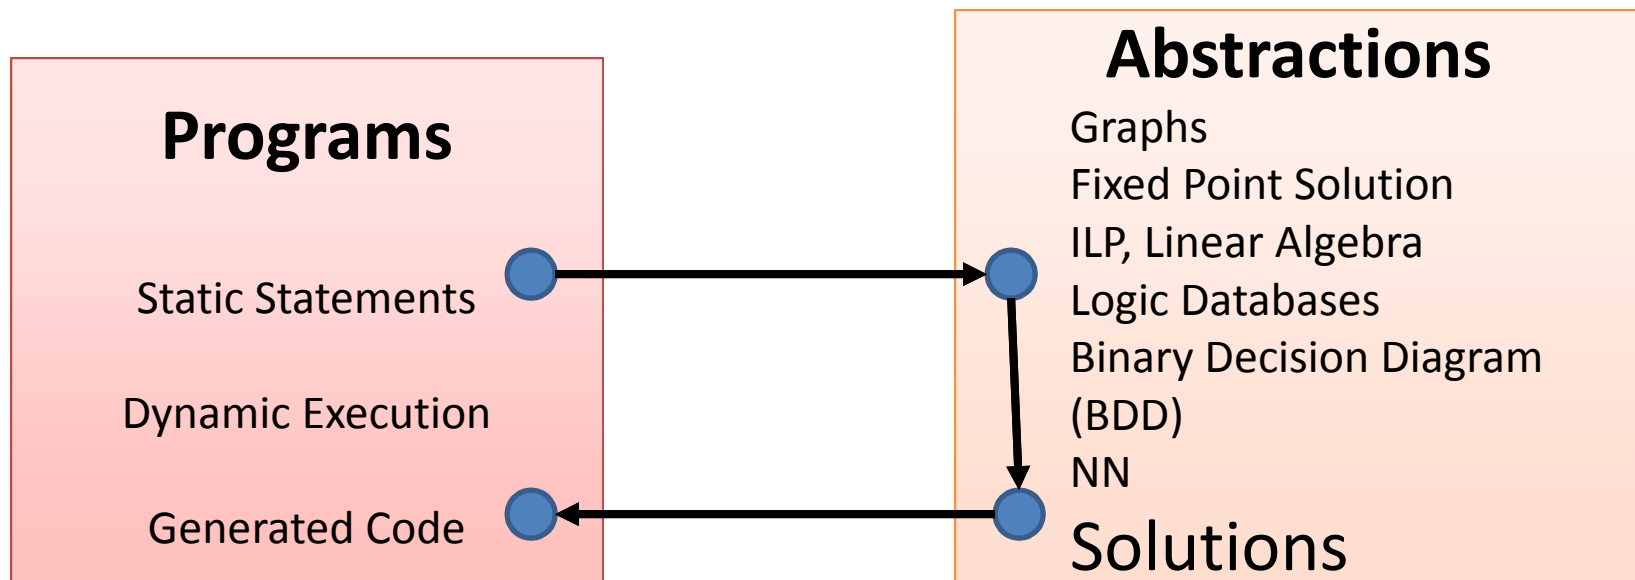 Programs
Static Statements
Dynamic Execution
Generated Code
Abstractions
Graphs
Fixed Point Solution
ILP, Linear Algebra
Logic Databases
Binary Decision Diagram
(BDD)
NN
Solutions